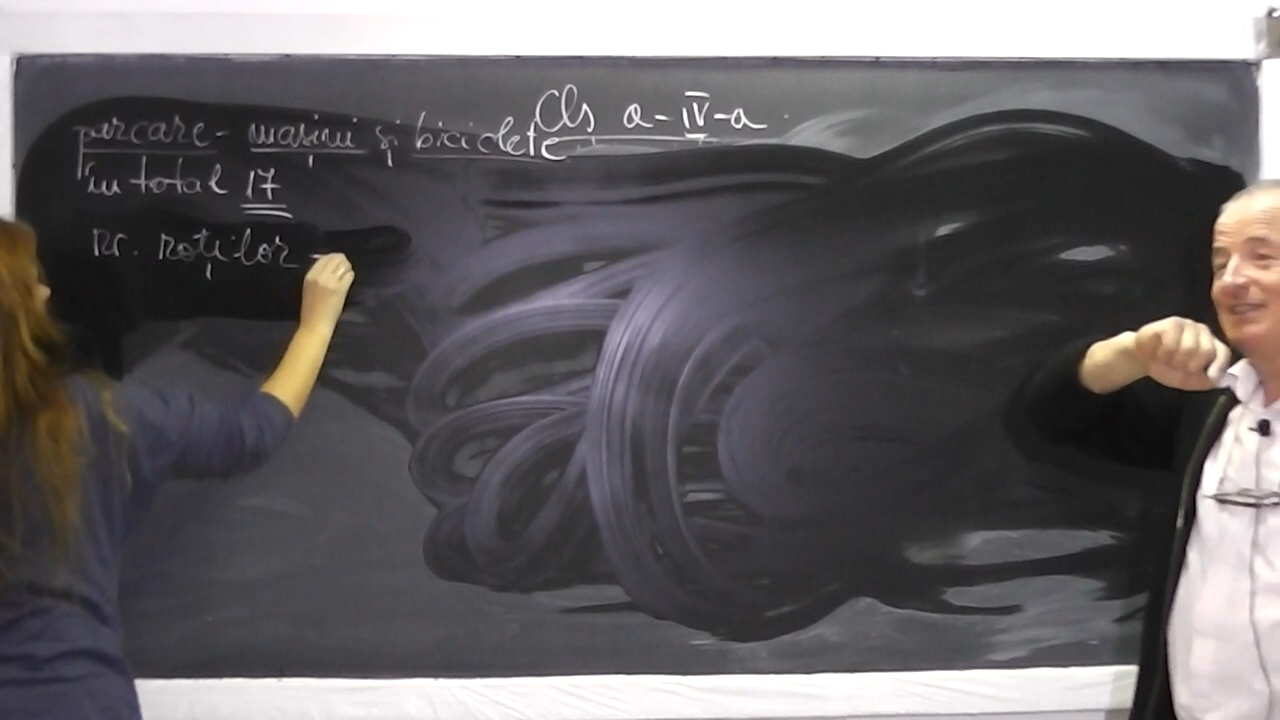 Cls a-IV-a
parcare - mașini și biciclete
în total 17
nr. roților -